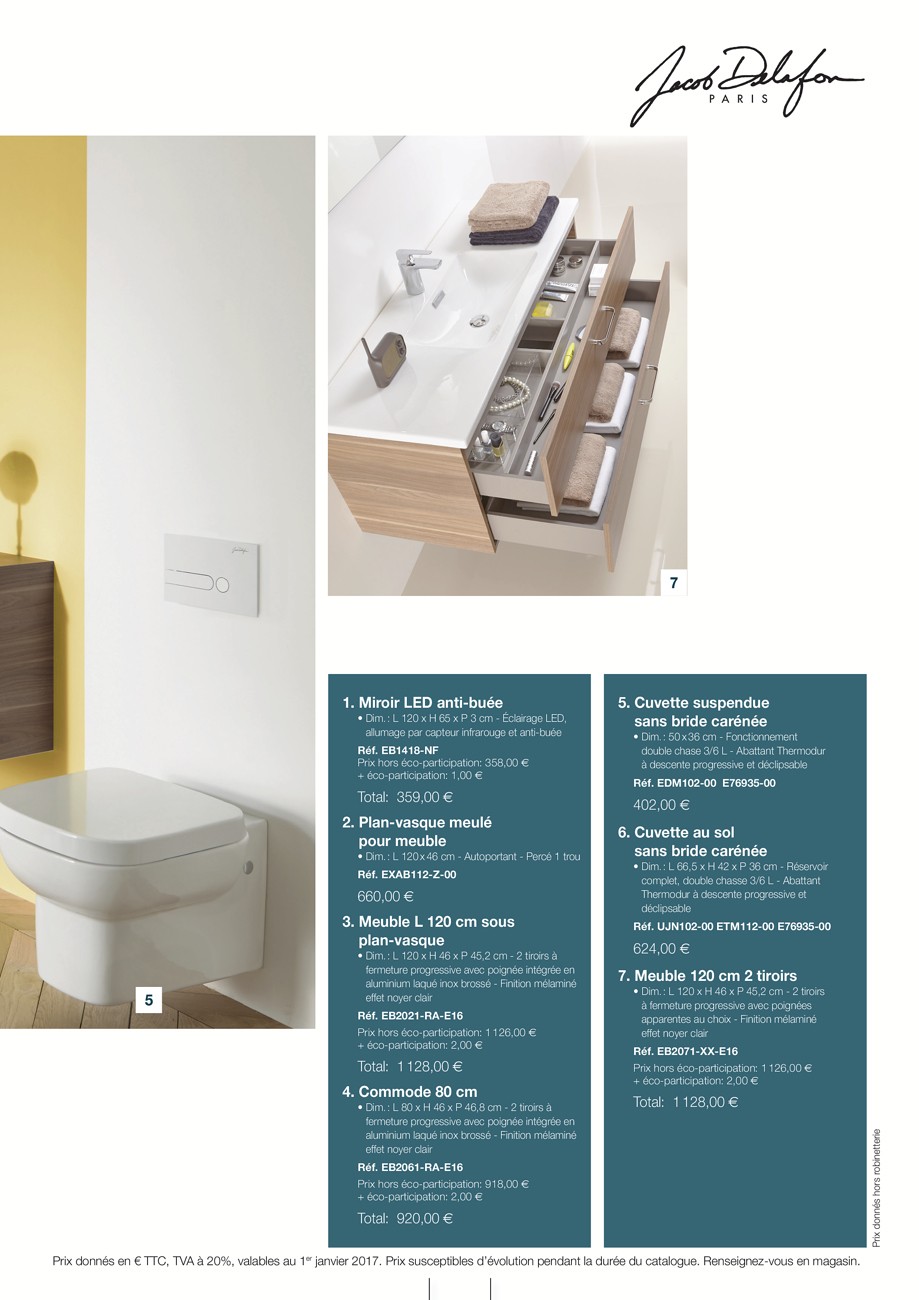 Jacob Delafon
PARIS
7
5
1. Miroir LED anti-buée
• Dim. : L 120 x H 65 x P 3 cm - Éclairage LED,
allumage par capteur infrarouge et anti-buée
Réf. EB1418-NF
Prix hors éco-participation: 358,00 €
+ éco-participation: 1,00 €
Total: 359,00 €
2. Plan-vasque meulé
pour meuble
• Dim. : L 120 x 46 cm - Autoportant - Percé 1 trou
Réf. EXAB112-Z-00
660,00 €
3. Meuble L 120 cm sous
plan-vasque
• Dim. : L 120 x H 46 x P 45,2 cm - 2 tiroirs à
fermeture progressive avec poignée intégrée en
aluminium laqué inox brossé - Finition mélaminé
effet noyer clair
Réf. EB2021-RA-E16
Prix hors éco-participation: 1 126,00 €
+ éco-participation: 2,00 €
Total: 1 128,00 €
4. Commode 80 cm
• Dim. : L 80 x H 46 x P 46,8 cm - 2 tiroirs à
fermeture progressive avec poignée intégrée en
aluminium laqué inox brossé - Finition mélaminé
effet noyer clair
Réf. EB2061-RA-E16
Prix hors éco-participation: 918,00 €
+ éco-participation: 2,00 €
Total: 920,00 €
5. Cuvette suspendue
sans bride carénée
• Dim. : 50 x 36 cm - Fonctionnement
double chase 3/6 L - Abattant Thermodur
à descente progressive et déclipsable
Réf. EDM102-00 E76935-00
402,00 €
6. Cuvette au sol
sans bride carénée
• Dim. : L 66,5 x H 42 x P 36 cm - Réservoir
complet, double chasse 3/6 L - Abattant
Thermodur à descente progressive et
déclipsable
Réf. UJN102-00 ETM112-00 E76935-00
624,00 €
7. Meuble 120 cm 2 tiroirs
• Dim. : L 120 x H 46 x P 45,2 cm - 2 tiroirs
à fermeture progressive avec poignées
apparentes au choix - Finition mélaminé
effet noyer clair
Réf. EB2071-XX-E16
Prix hors éco-participation: 1 126,00 €
+ éco-participation: 2,00 €
Total: 1 128,00 €
Prix donnés hors robinetterie
Prix donnés en € TTC, TVA à 20%, valables au 1er janvier 2017. Prix susceptibles d'évolution pendant la durée du catalogue. Renseignez-vous en magasin.